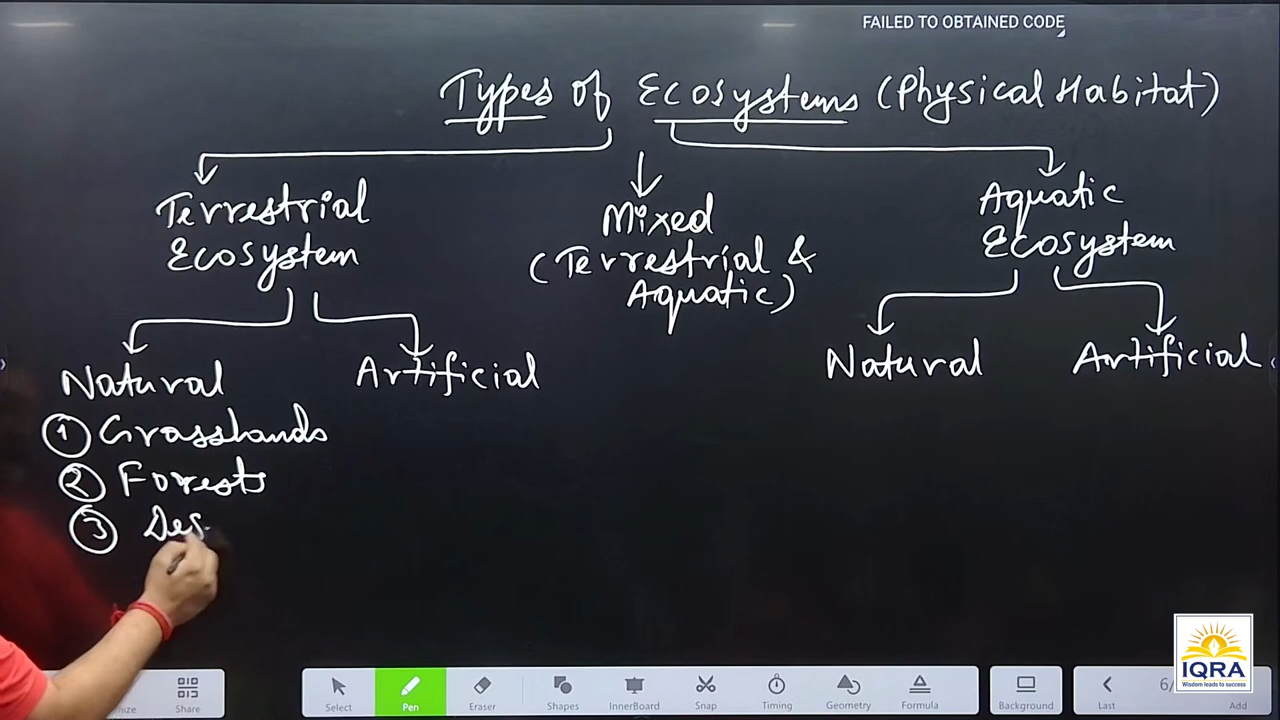 FAILED TO OBTAINED CODE
Types of Ecosystems (Physical Habitat)
Terrestrial
Ecosystem
Mixed
(Terrestrial &
Aquatic)
Aquatic
Ecosystem
Natural
Artificial
Natural
Artificial
① Grasslands
② Forests
③ Des
Share
Select
Pen
Eraser
Shapes
InnerBoard
Snap
Timing
Geometry
Formula
Background
Last
6/
Add
IQRA
Wisdom leads to success